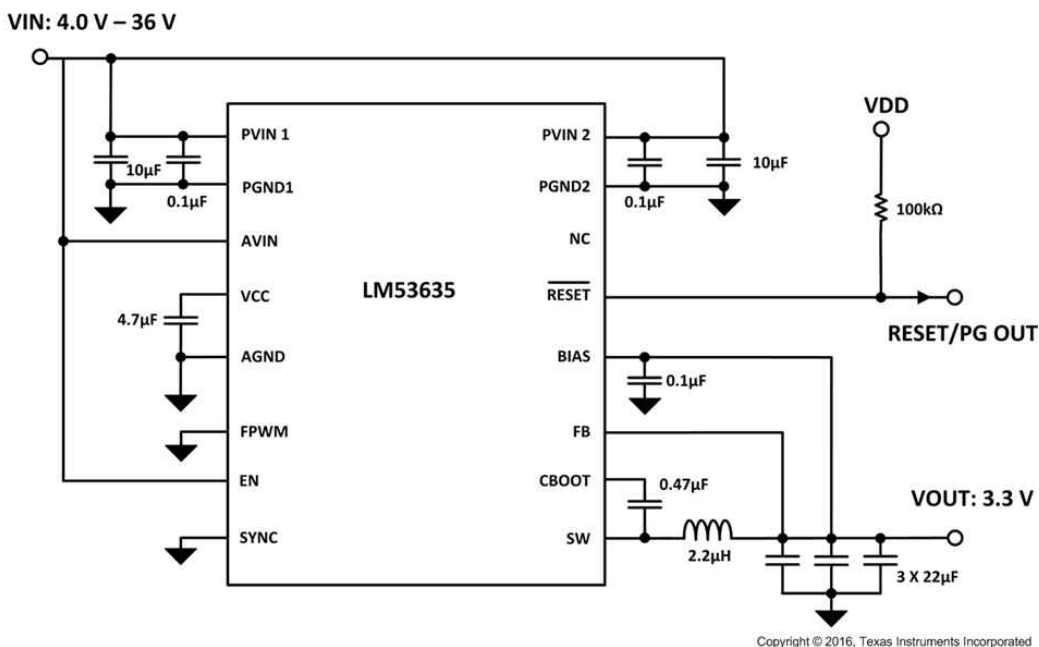 VIN: 4.0 V – 36 V
VDD
PVIN 1
PVIN 2
10µF
0.1µF
PGND1
PGND2
0.1µF
10µF
100kΩ
AVIN
NC
LM53635
VCC
RESET
4.7µF
RESET/PG OUT
AGND
BIAS
0.1µF
FPWM
FB
EN
CBOOT
0.47µF
VOUT: 3.3 V
SYNC
SW
2.2µH
3 X 22µF
Copyright © 2016, Texas Instruments Incorporated